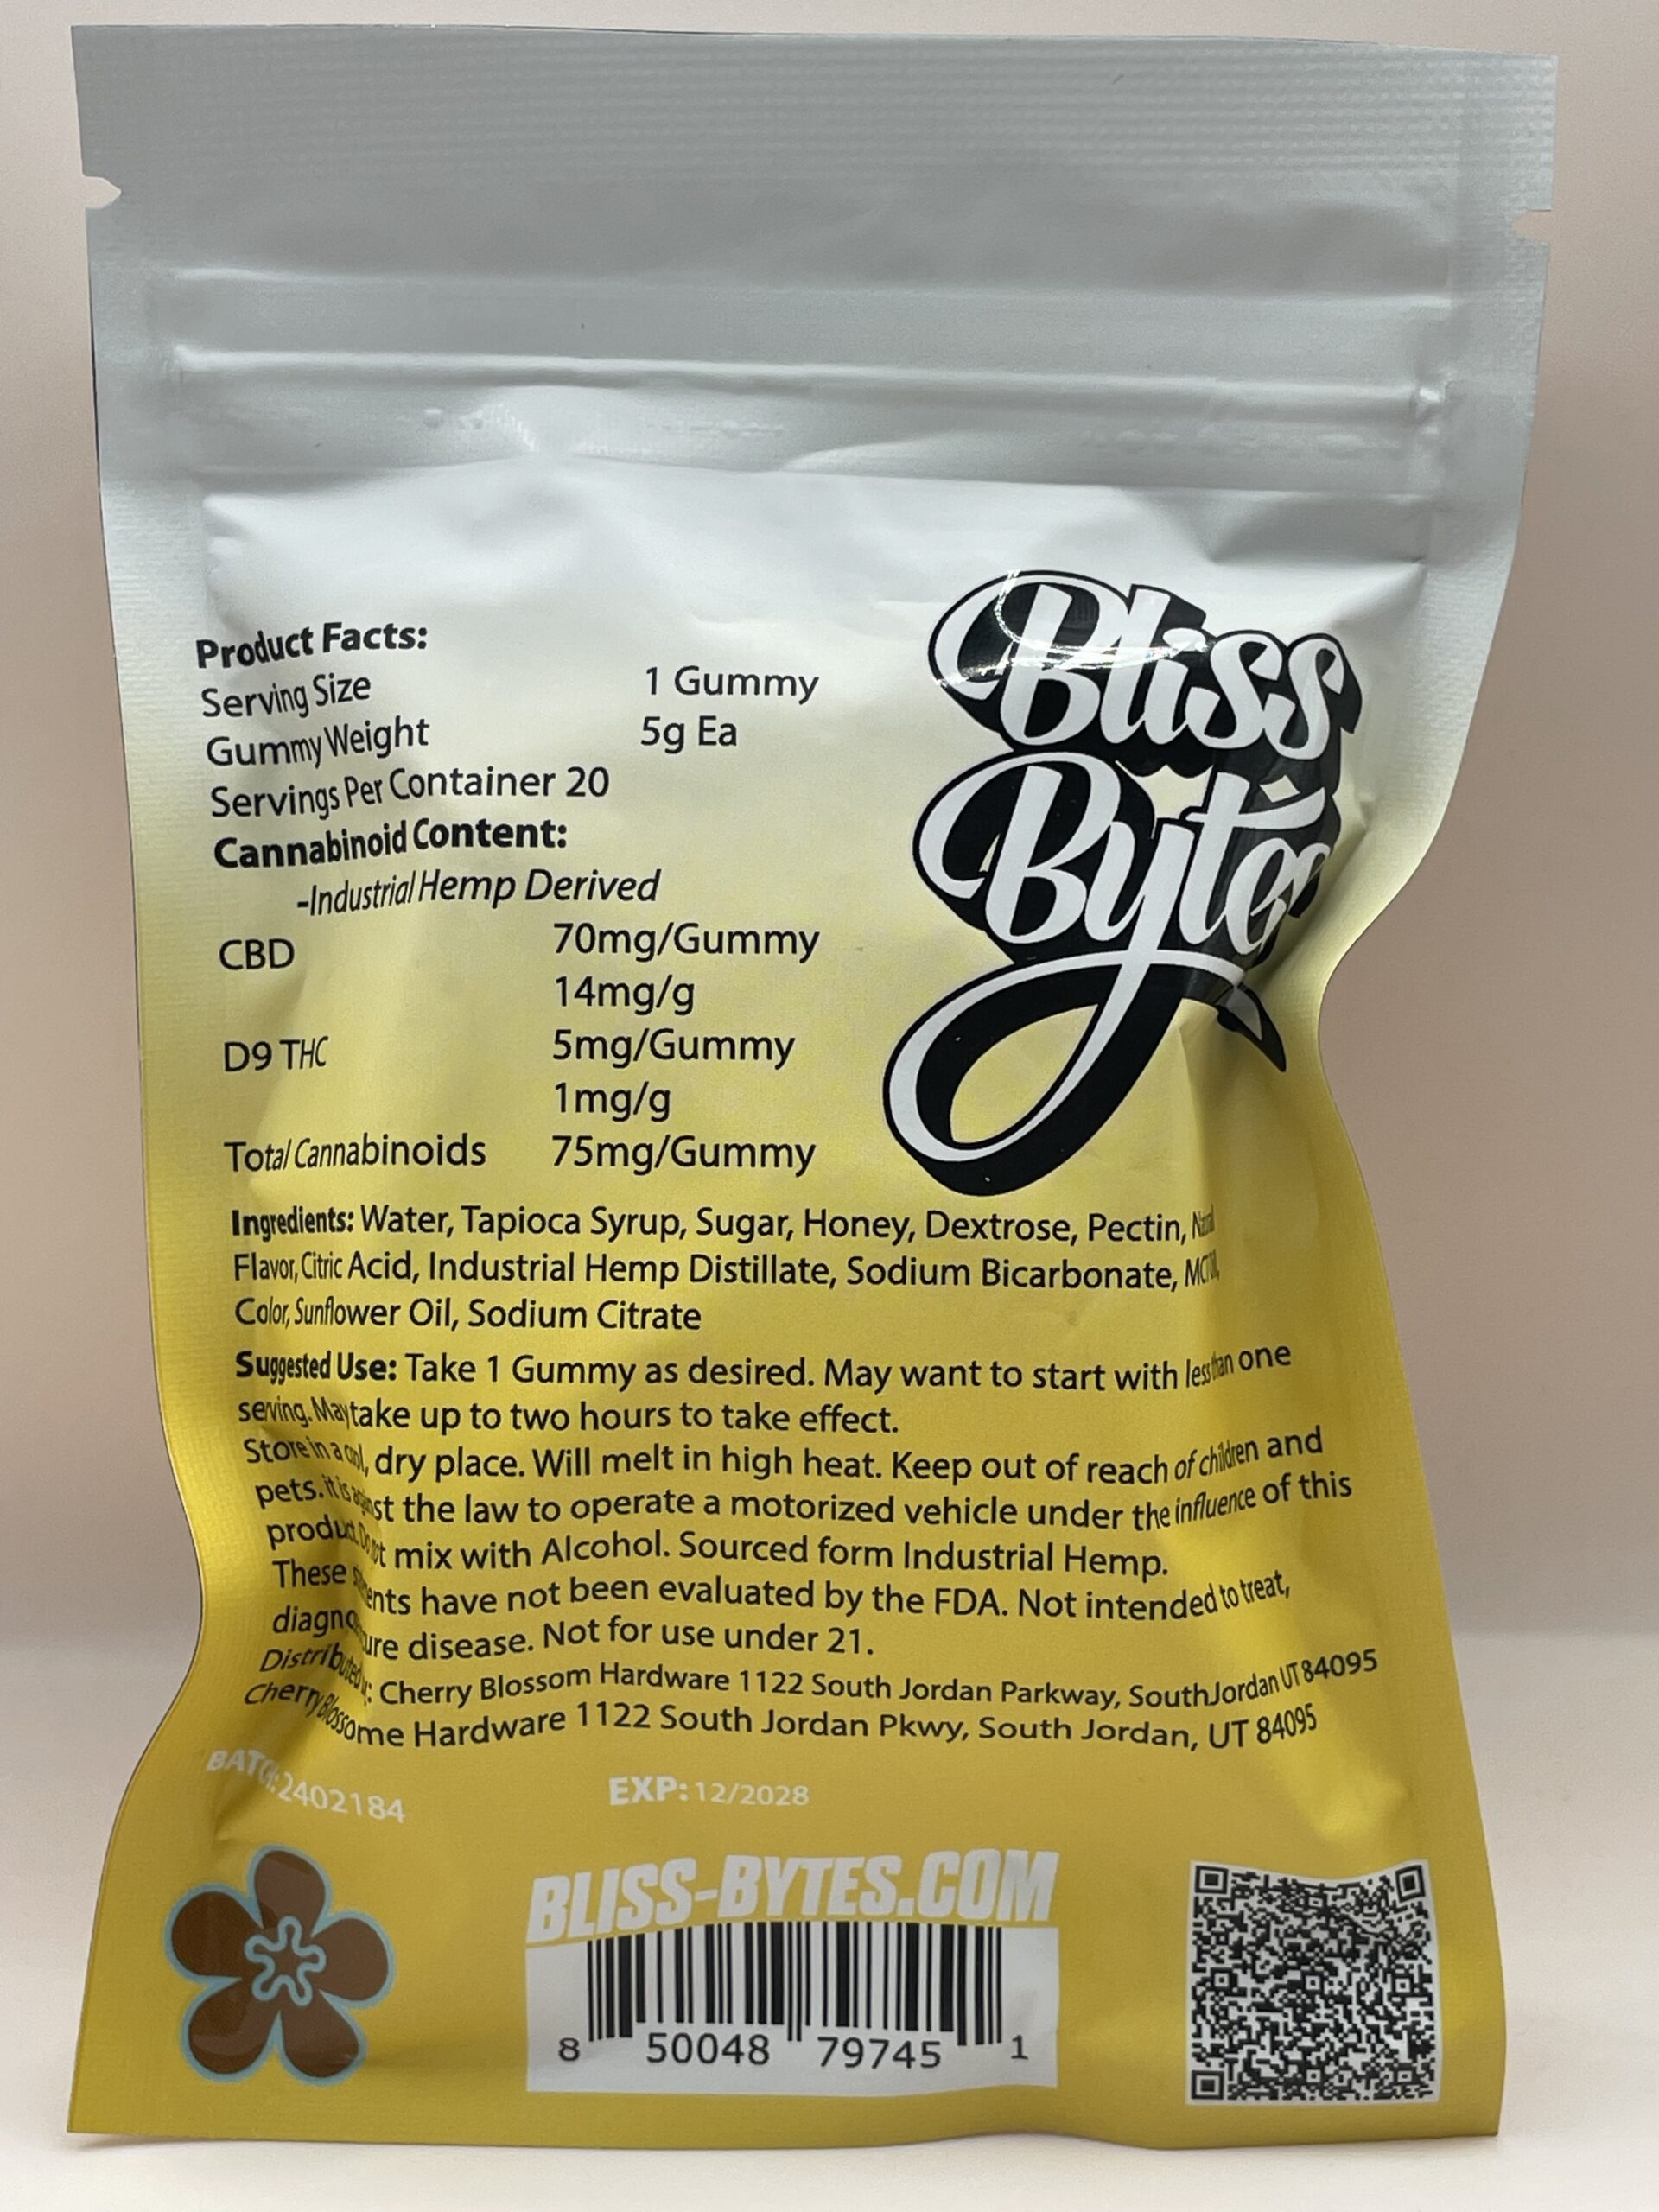 Bliss
Bytes
Product Facts:
Serving Size 1 Gummy
Gummy Weight 5g Ea
Servings Per Container 20
Cannabinoid Content:
-Industrial Hemp Derived
CBD 70mg/Gummy
14mg/g
D9 THC 5mg/Gummy
1mg/g
Total Cannabinoids 75mg/Gummy
Ingredients: Water, Tapioca Syrup, Sugar, Honey, Dextrose, Pectin, Natural
Flavor, Citric Acid, Industrial Hemp Distillate, Sodium Bicarbonate, MCT Oil,
Color, Sunflower Oil, Sodium Citrate
Suggested Use: Take 1 Gummy as desired. May want to start with less than one
serving. May take up to two hours to take effect.
Store in a cool, dry place. Will melt in high heat. Keep out of reach of children and
pets. it is against the law to operate a motorized vehicle under the influence of this
product. Do not mix with Alcohol. Sourced form Industrial Hemp.
These have not been evaluated by the FDA. Not intended to treat,
disease. Not for use under 21.
Distributed by: Cherry Blossom Hardware 1122 South Jordan Parkway, South Jordan UT 84095
Cherry Blossome Hardware 1122 South Jordan Pkwy, South Jordan, UT 84095
BATCH: 2402184 EXP: 12/2028
BLISS-BYTES.COM
8 50048 79745 1